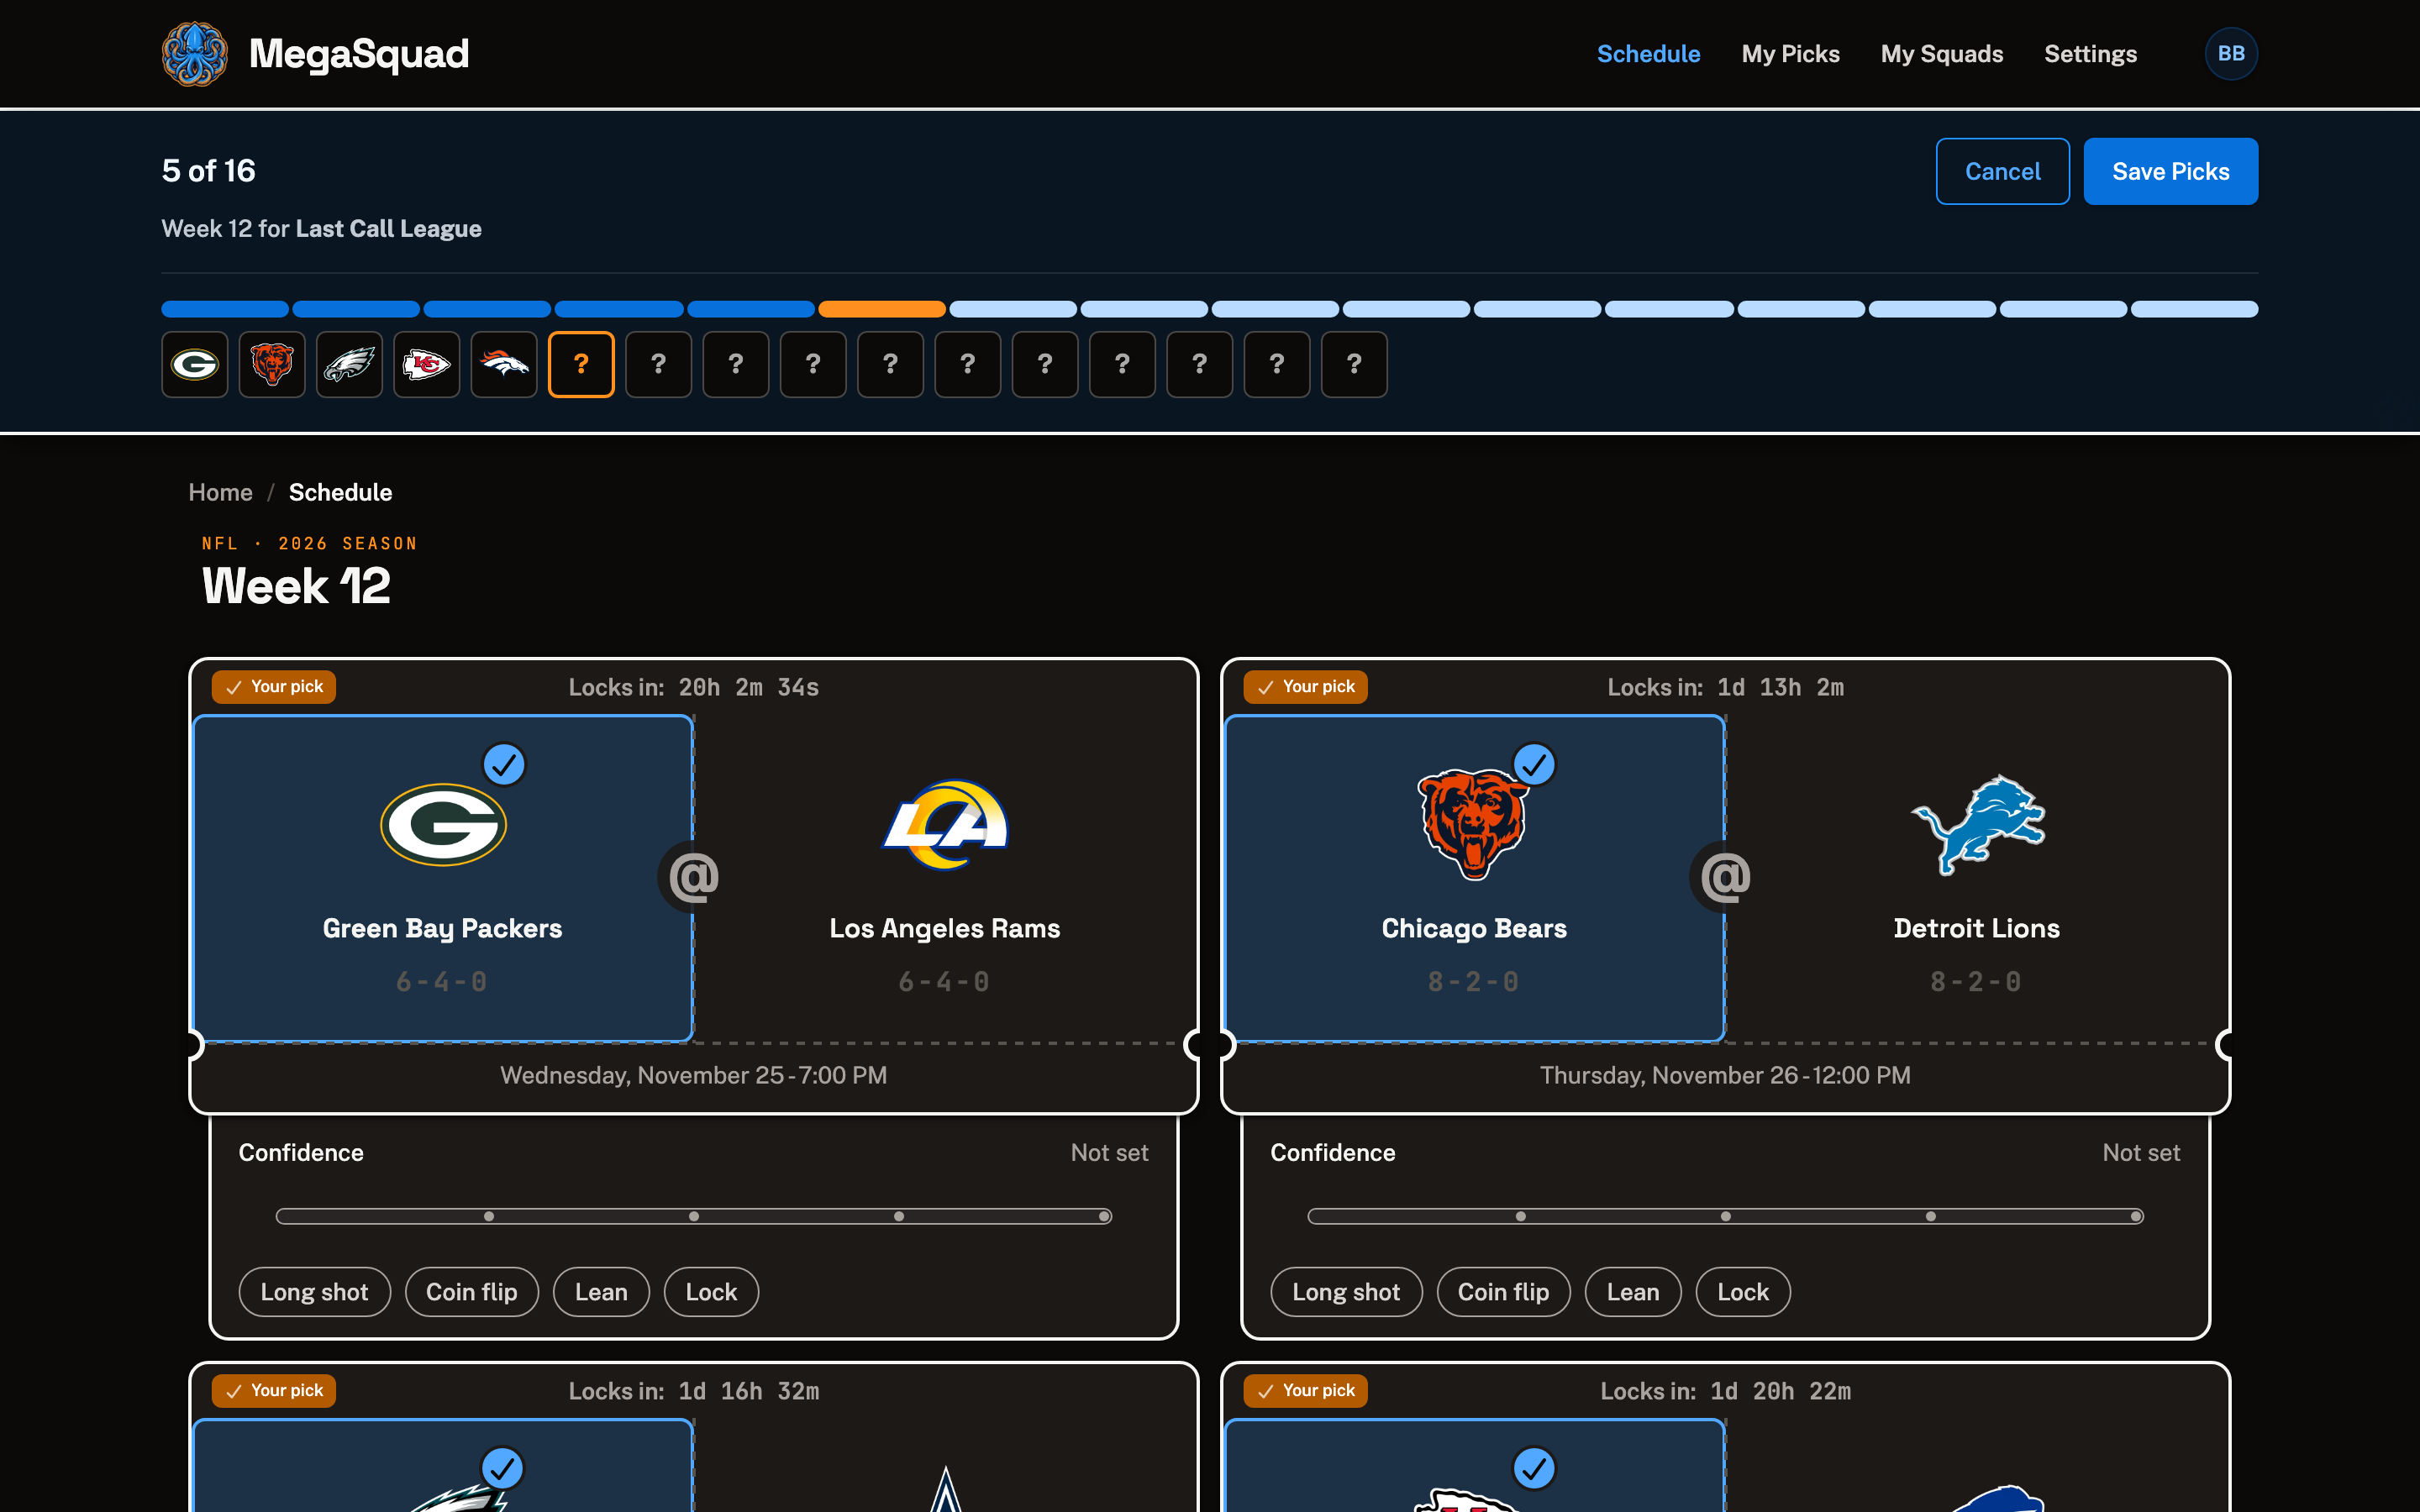 MegaSquad
Schedule My Picks My Squads Settings BB
5 of 16
Cancel Save Picks
Week 12 for Last Call League
G KC ? ? ? ? ? ? ? ? ? ? ?
Home / Schedule
NFL · 2026 SEASON
Week 12
Your pick Locks in: 20h 2m 34s
G @ LA
Green Bay Packers Los Angeles Rams
6-4-0 6-4-0
Wednesday, November 25-7:00 PM
Confidence Not set
Long shot Coin flip Lean Lock
Your pick Locks in: 1d 13h 2m
@
Chicago Bears Detroit Lions
8-2-0 8-2-0
Thursday, November 26-12:00 PM
Confidence Not set
Long shot Coin flip Lean Lock
Your pick Locks in: 1d 16h 32m
Your pick Locks in: 1d 20h 22m